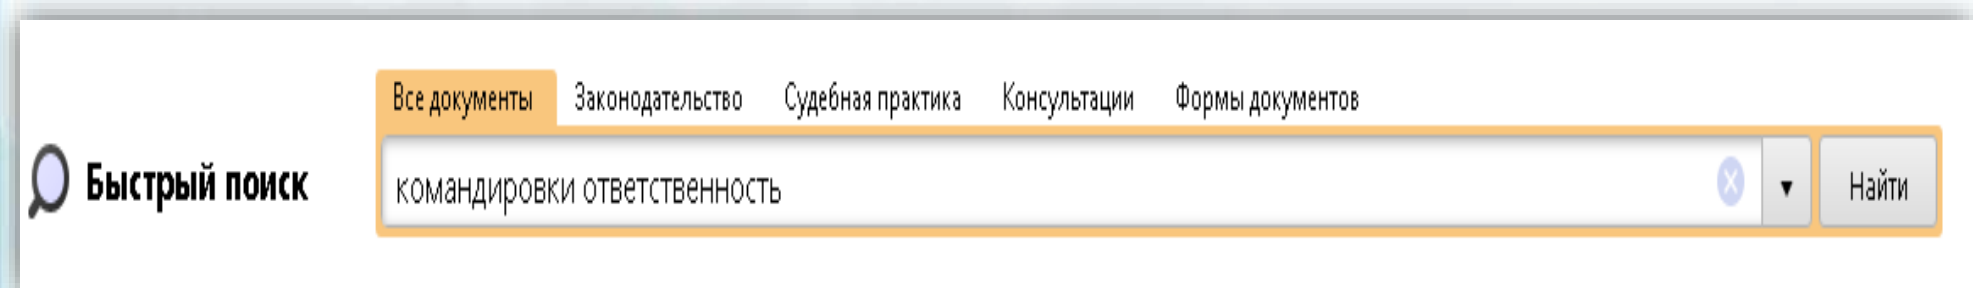 Все документы Законодательство Судебная практика Консультации Формы документов
Быстрый поиск
командировки ответственность
Найти